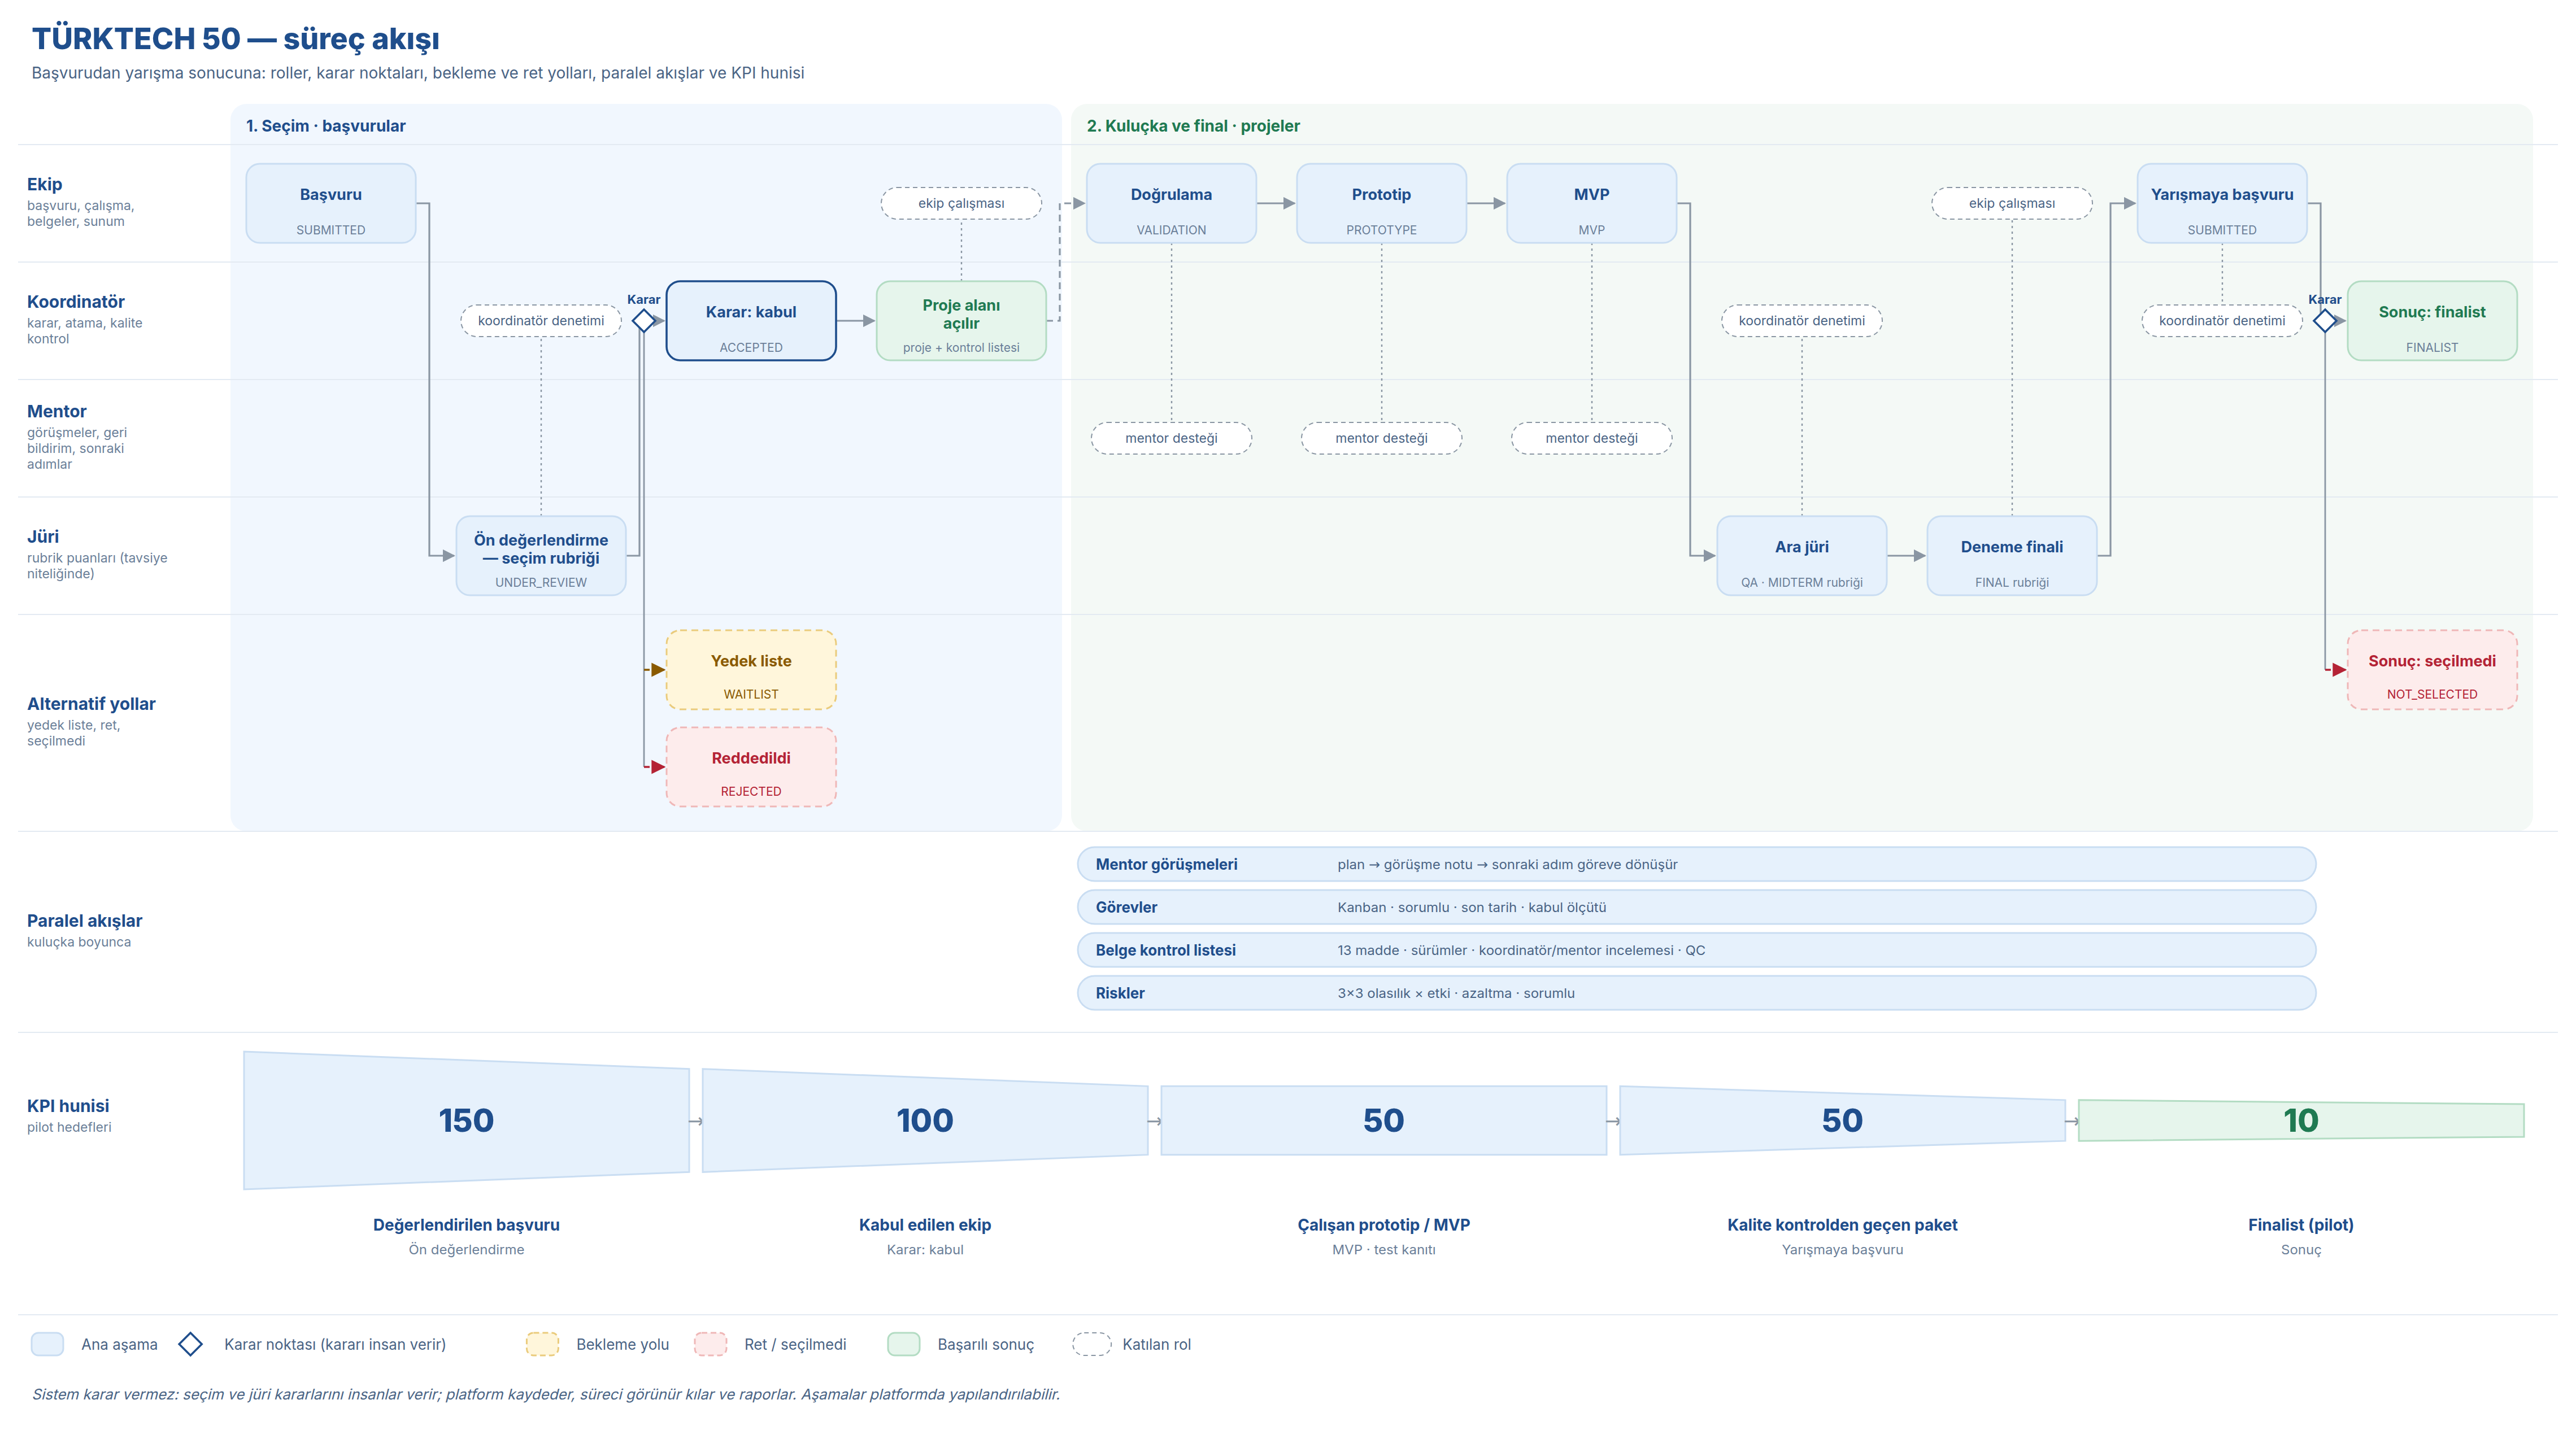 TÜRKTECH 50 — süreç akışı
Başvurudan yarışma sonucuna: roller, karar noktaları, bekleme ve ret yolları, paralel akışlar ve KPI hunisi
1. Seçim · başvurular
2. Kuluçka ve final · projeler
Ekip
başvuru, çalışma,
belgeler, sunum
Başvuru
SUBMITTED
ekip çalışması
Doğrulama
VALIDATION
Prototip
PROTOTYPE
MVP
MVP
ekip çalışması
Yarışmaya başvuru
SUBMITTED
Koordinatör
karar, atama, kalite
kontrol
koordinatör denetimi
Karar
Karar: kabul
ACCEPTED
Proje alanı
açılır
proje + kontrol listesi
koordinatör denetimi
koordinatör denetimi
Karar
Sonuç: finalist
FINALIST
Mentor
görüşmeler, geri
bildirim, sonraki
adımlar
mentor desteği
mentor desteği
mentor desteği
Jüri
rubrik puanları (tavsiye
niteliğinde)
Ön değerlendirme
— seçim rubriği
UNDER_REVIEW
Ara jüri
QA · MIDTERM rubriği
Deneme finali
FINAL rubriği
Alternatif yollar
yedek liste, ret,
seçilmedi
Yedek liste
WAITLIST
Reddedildi
REJECTED
Sonuç: seçilmedi
NOT_SELECTED
Paralel akışlar
kuluçka boyunca
Mentor görüşmeleri plan → görüşme notu → sonraki adım göreve dönüşür
Görevler Kanban · sorumlu · son tarih · kabul ölçütü
Belge kontrol listesi 13 madde · sürümler · koordinatör/mentor incelemesi · QC
Riskler 3×3 olasılık × etki · azaltma · sorumlu
KPI hunisi
pilot hedefleri
150
100
50
50
10
Değerlendirilen başvuru
Ön değerlendirme
Kabul edilen ekip
Karar: kabul
Çalışan prototip / MVP
MVP · test kanıtı
Kalite kontrolden geçen paket
Yarışmaya başvuru
Finalist (pilot)
Sonuç
Ana aşama
Karar noktası (kararı insan verir)
Bekleme yolu
Ret / seçilmedi
Başarılı sonuç
Katılan rol
Sistem karar vermez: seçim ve jüri kararlarını insanlar verir; platform kaydeder, süreci görünür kılar ve raporlar. Aşamalar platformda yapılandırılabilir.